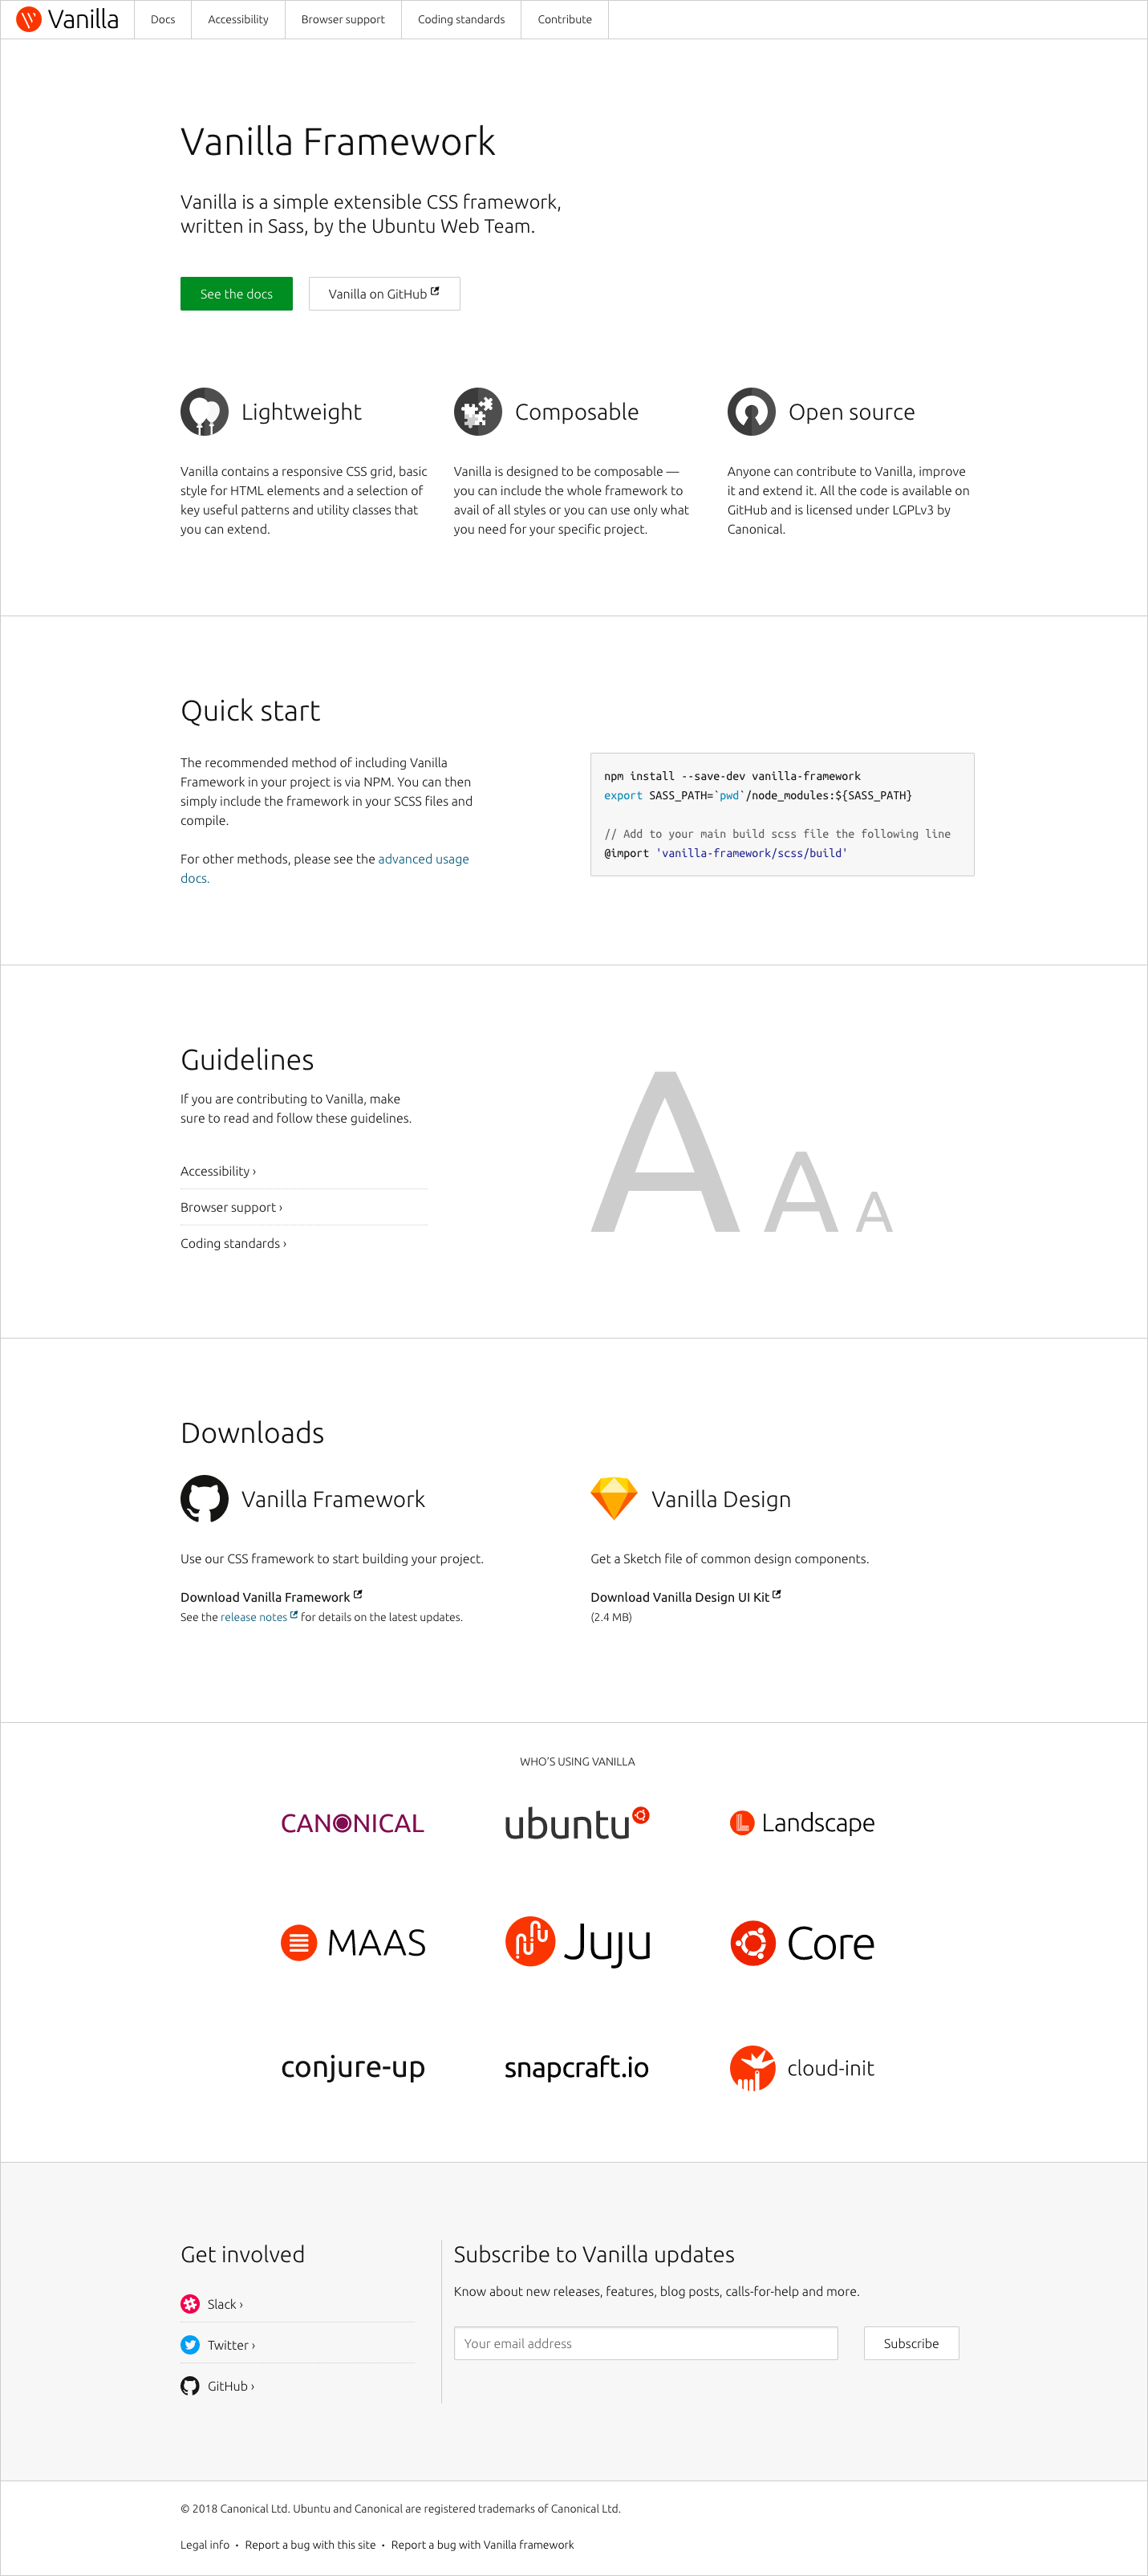 Vanilla
Docs
Accessibility
Browser support
Coding standards
Contribute
Vanilla Framework
Vanilla is a simple extensible CSS framework,
written in Sass, by the Ubuntu Web Team.
See the docs
Vanilla on GitHub
Lightweight
Vanilla contains a responsive CSS grid, basic
style for HTML elements and a selection of
key useful patterns and utility classes that
you can extend.
Composable
Vanilla is designed to be composable —
you can include the whole framework to
avail of all styles or you can use only what
you need for your specific project.
Open source
Anyone can contribute to Vanilla, improve
it and extend it. All the code is available on
GitHub and is licensed under LGPLv3 by
Canonical.
Quick start
The recommended method of including Vanilla
Framework in your project is via NPM. You can then
simply include the framework in your SCSS files and
compile.
For other methods, please see the advanced usage
docs.
npm install --save-dev vanilla-framework
export SASS_PATH=`pwd`/node_modules:${SASS_PATH}
// Add to your main build scss file the following line
@import 'vanilla-framework/scss/build'
Guidelines
If you are contributing to Vanilla, make
sure to read and follow these guidelines.
Accessibility ›
Browser support ›
Coding standards ›
A A A
Downloads
Vanilla Framework
Use our CSS framework to start building your project.
Download Vanilla Framework
See the release notes for details on the latest updates.
Vanilla Design
Get a Sketch file of common design components.
Download Vanilla Design UI Kit
(2.4 MB)
WHO'S USING VANILLA
CANONICAL
ubuntu
Landscape
MAAS
Juju
Core
conjure-up
snapcraft.io
cloud-init
Get involved
Slack ›
Twitter ›
GitHub ›
Subscribe to Vanilla updates
Know about new releases, features, blog posts, calls-for-help and more.
Your email address
Subscribe
© 2018 Canonical Ltd. Ubuntu and Canonical are registered trademarks of Canonical Ltd.
Legal info • Report a bug with this site • Report a bug with Vanilla framework